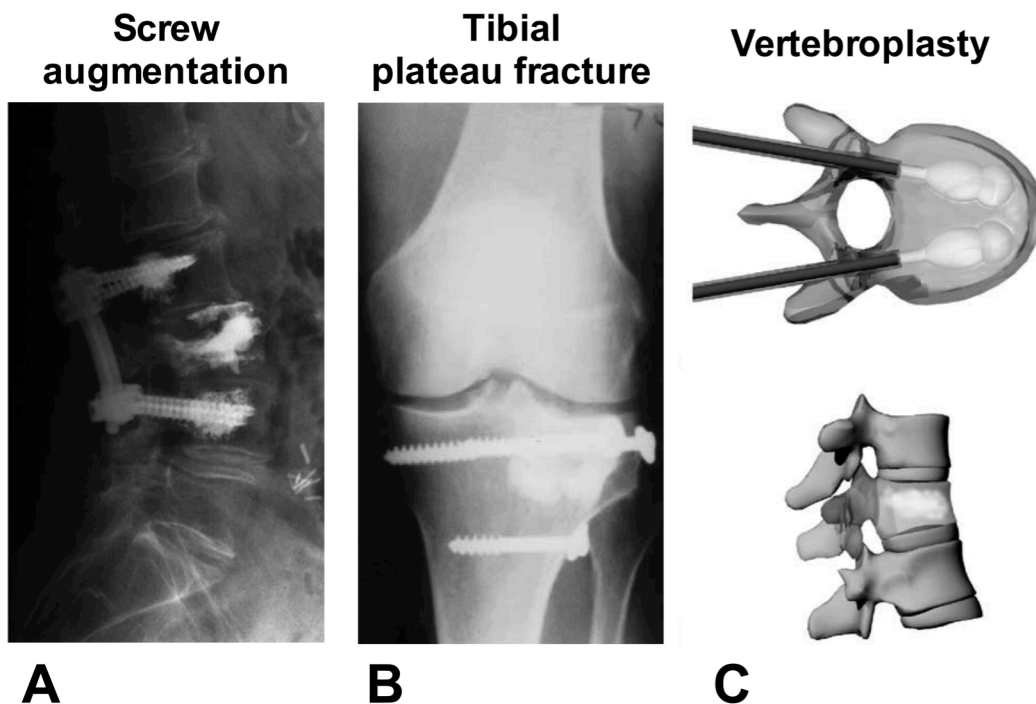 Screw
augmentation
Tibial
plateau fracture
Vertebroplasty
A
B
C